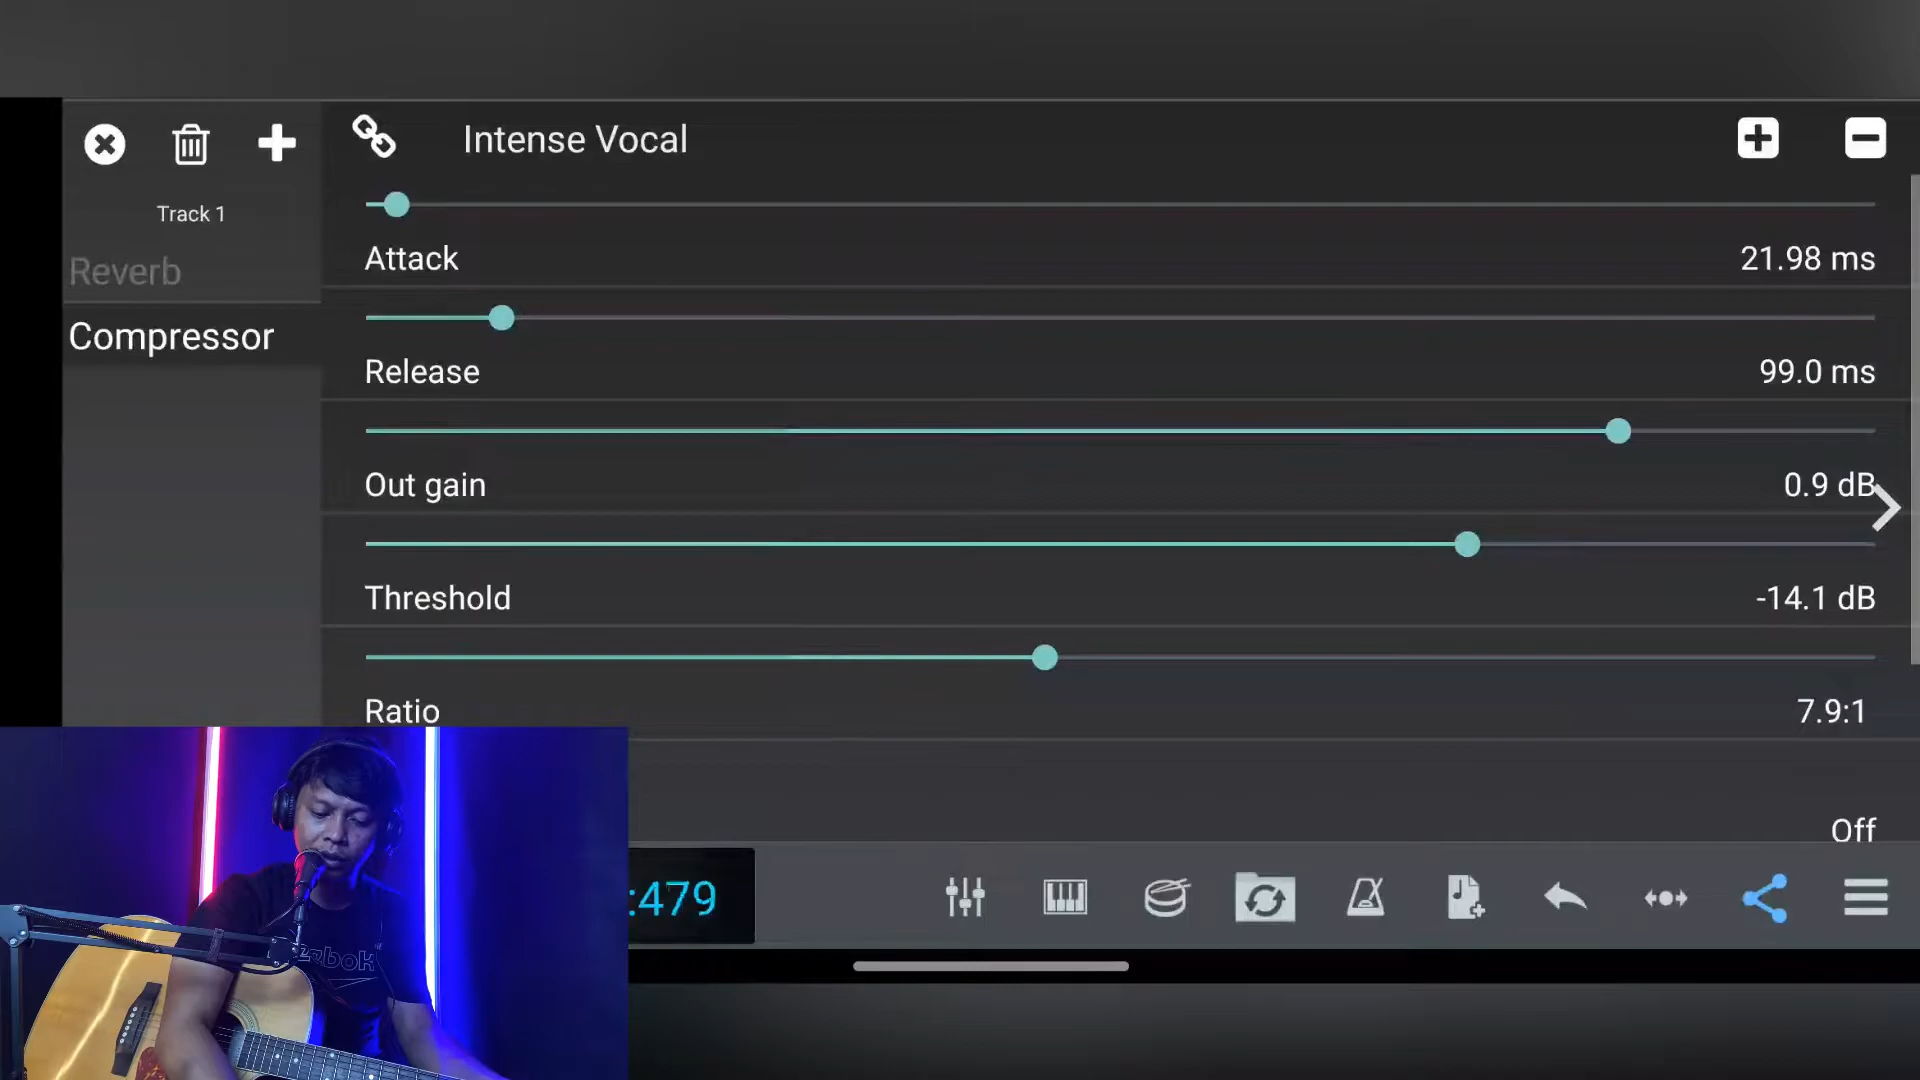 Intense Vocal
Track 1
Reverb
Compressor
Attack 21.98 ms
Release 99.0 ms
Out gain 0.9 dB
Threshold -14.1 dB
Ratio 7.9:1
Off
:479